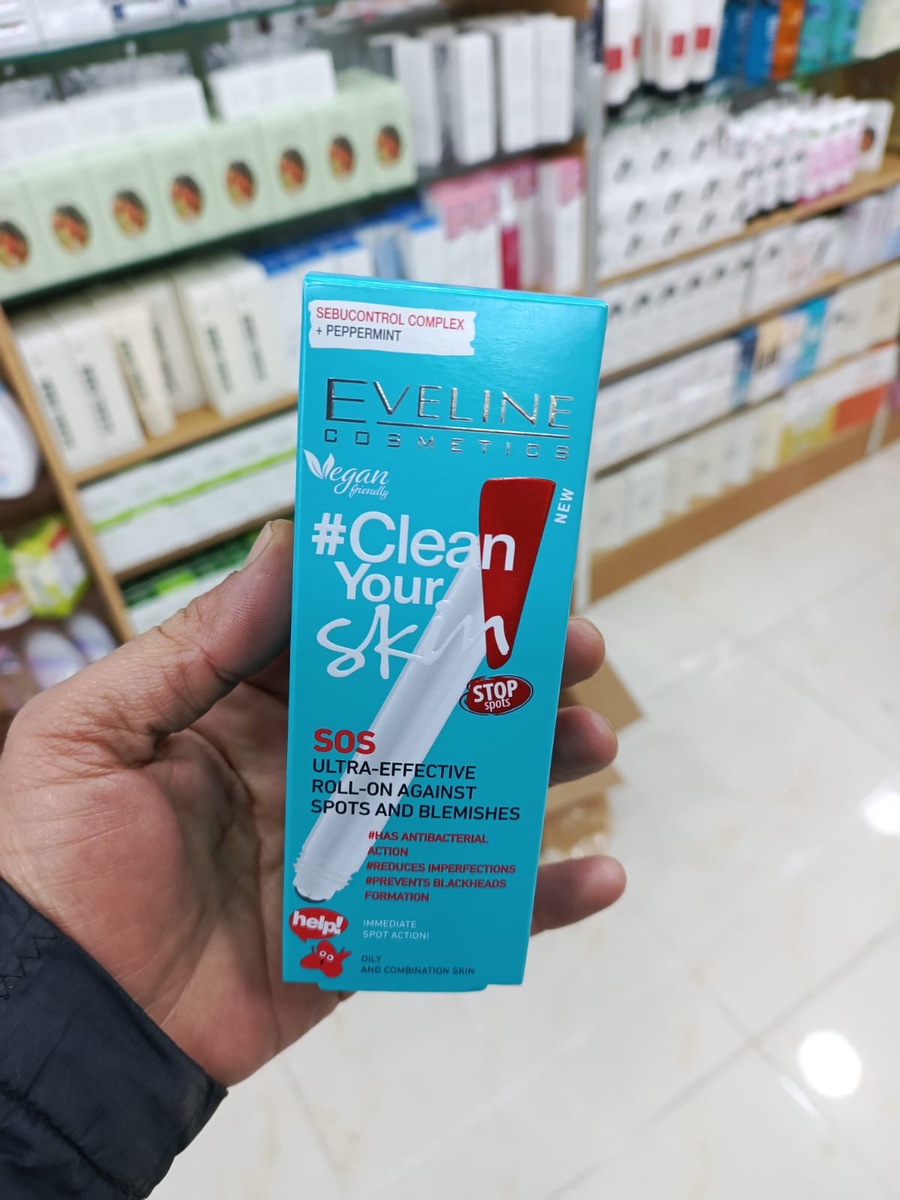 SEBUCONTROL COMPLEX
+ PEPPERMINT
EVELINE
COSMETICS
Vegan
friendly
NEW
#Clean
Your
Skin
STOP
spots
SOS
ULTRA-EFFECTIVE
ROLL-ON AGAINST
SPOTS AND BLEMISHES
#HAS ANTIBACTERIAL
ACTION
#REDUCES IMPERFECTIONS
#PREVENTS BLACKHEADS
FORMATION
help!
IMMEDIATE
SPOT ACTION!
OILY
AND COMBINATION SKIN